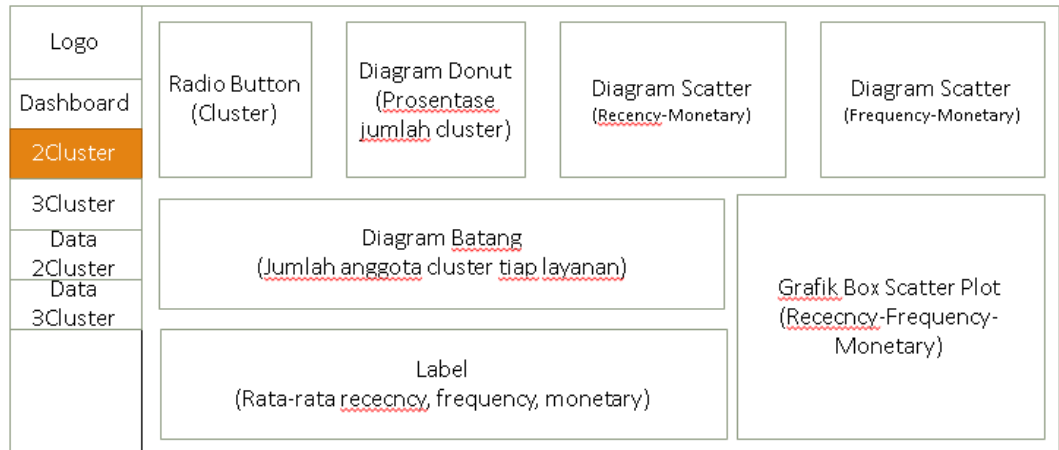 Logo
Dashboard
2Cluster
3Cluster
Data
2Cluster
Data
3Cluster
Radio Button
(Cluster)
Diagram Donut
(Prosentase
jumlah cluster)
Diagram Scatter
(Recency-Monetary)
Diagram Scatter
(Frequency-Monetary)
Diagram Batang
(Jumlah anggota cluster tiap layanan)
Grafik Box Scatter Plot
(Rececncy-Frequency-
Monetary)
Label
(Rata-rata rececncy, frequency, monetary)